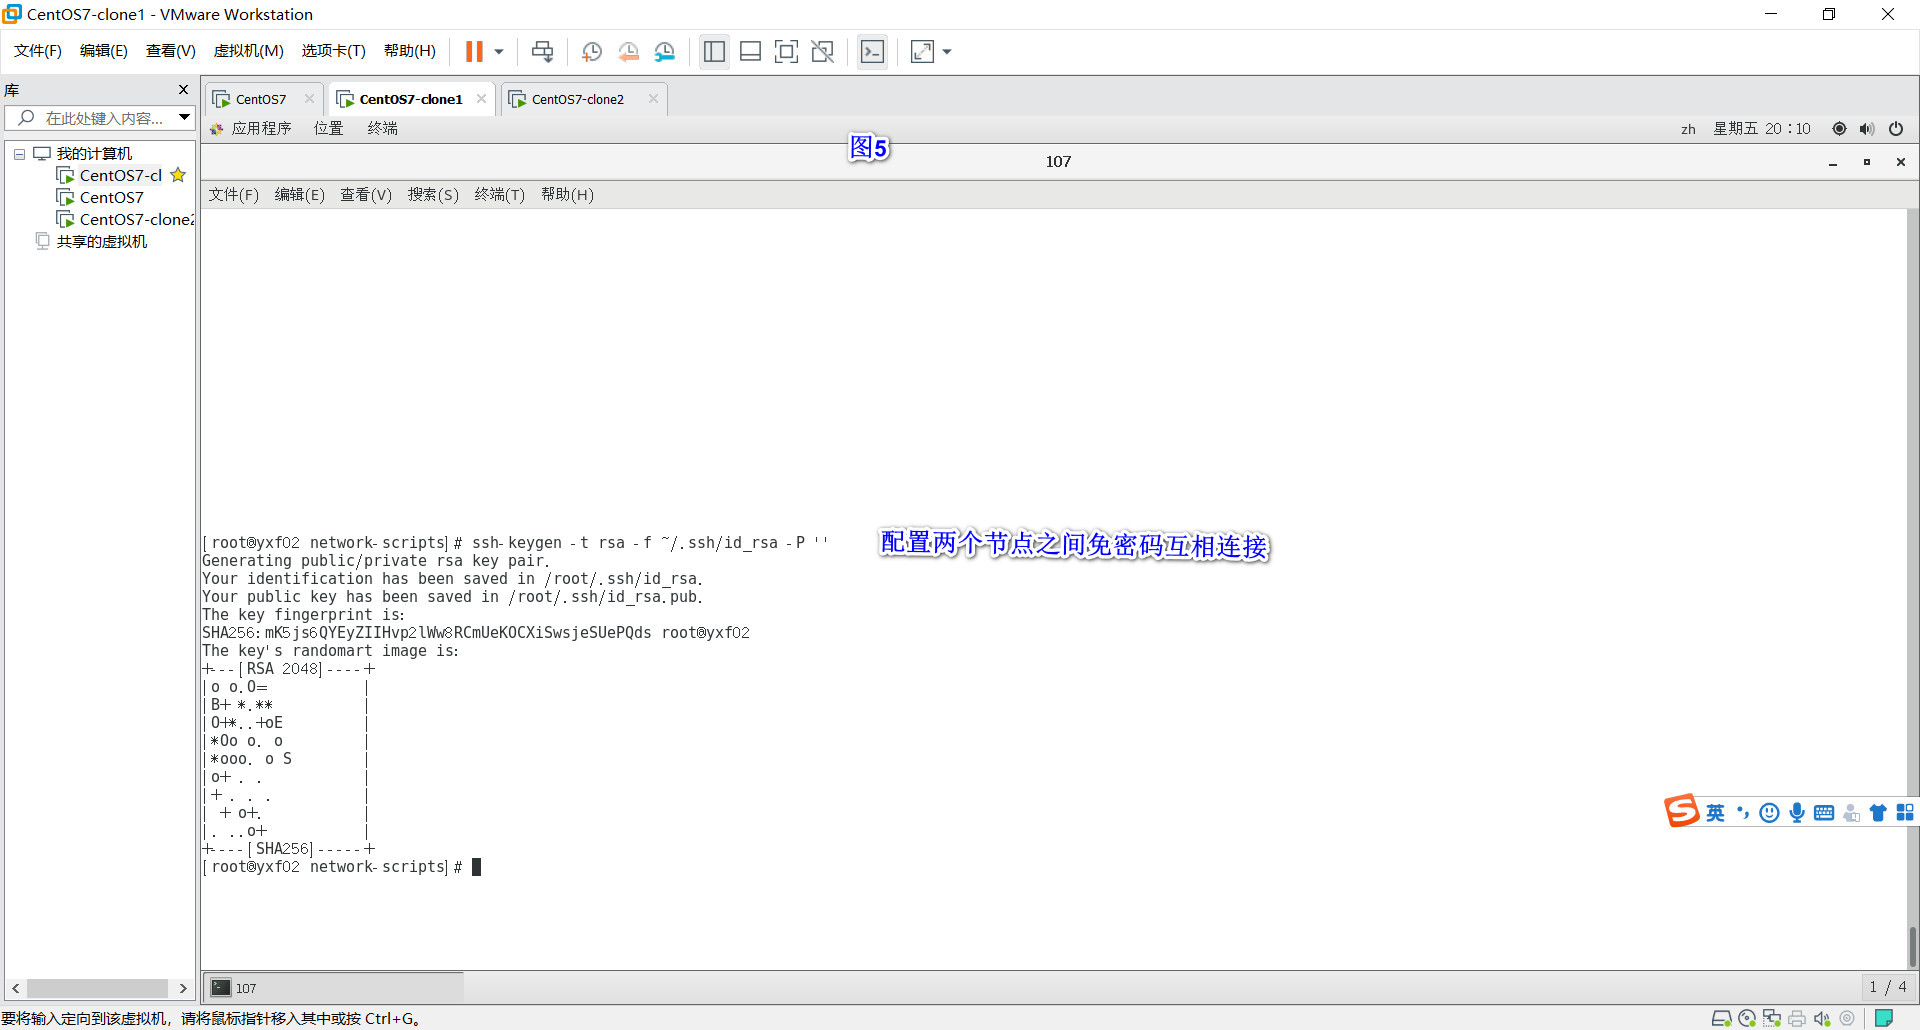 CentOS7-clone1 - VMware Workstation
文件(F) 编辑(E) 查看(V) 虚拟机(M) 选项卡(T) 帮助(H)
库
在此处键入内容...
我的计算机
CentOS7-cl
CentOS7
CentOS7-clone2
共享的虚拟机
CentOS7 CentOS7-clone1 CentOS7-clone2
应用程序 位置 终端 zh 星期五 20：10
图5
107
文件(F) 编辑(E) 查看(V) 搜索(S) 终端(T) 帮助(H)
[root@yxf02 network-scripts]# ssh-keygen -t rsa -f ~/.ssh/id_rsa -P ''
配置两个节点之间免密码互相连接
Generating public/private rsa key pair.
Your identification has been saved in /root/.ssh/id_rsa.
Your public key has been saved in /root/.ssh/id_rsa.pub.
The key fingerprint is:
SHA256:mK5js6QYEyZIIHvp2lWw8RCmUeKOCXiSwsjeSUePQds root@yxf02
The key's randomart image is:
+---[RSA 2048]----+
|o o.O=           |
|B+ *.**          |
|O+*..+oE         |
|*Oo o. o         |
|*ooo. o S        |
|o+ . .           |
|+ . . .          |
| + o+.           |
|. ..o+           |
+----[SHA256]-----+
[root@yxf02 network-scripts]#
英
107
1 / 4
要将输入定向到该虚拟机，请将鼠标指针移入其中或按 Ctrl+G。